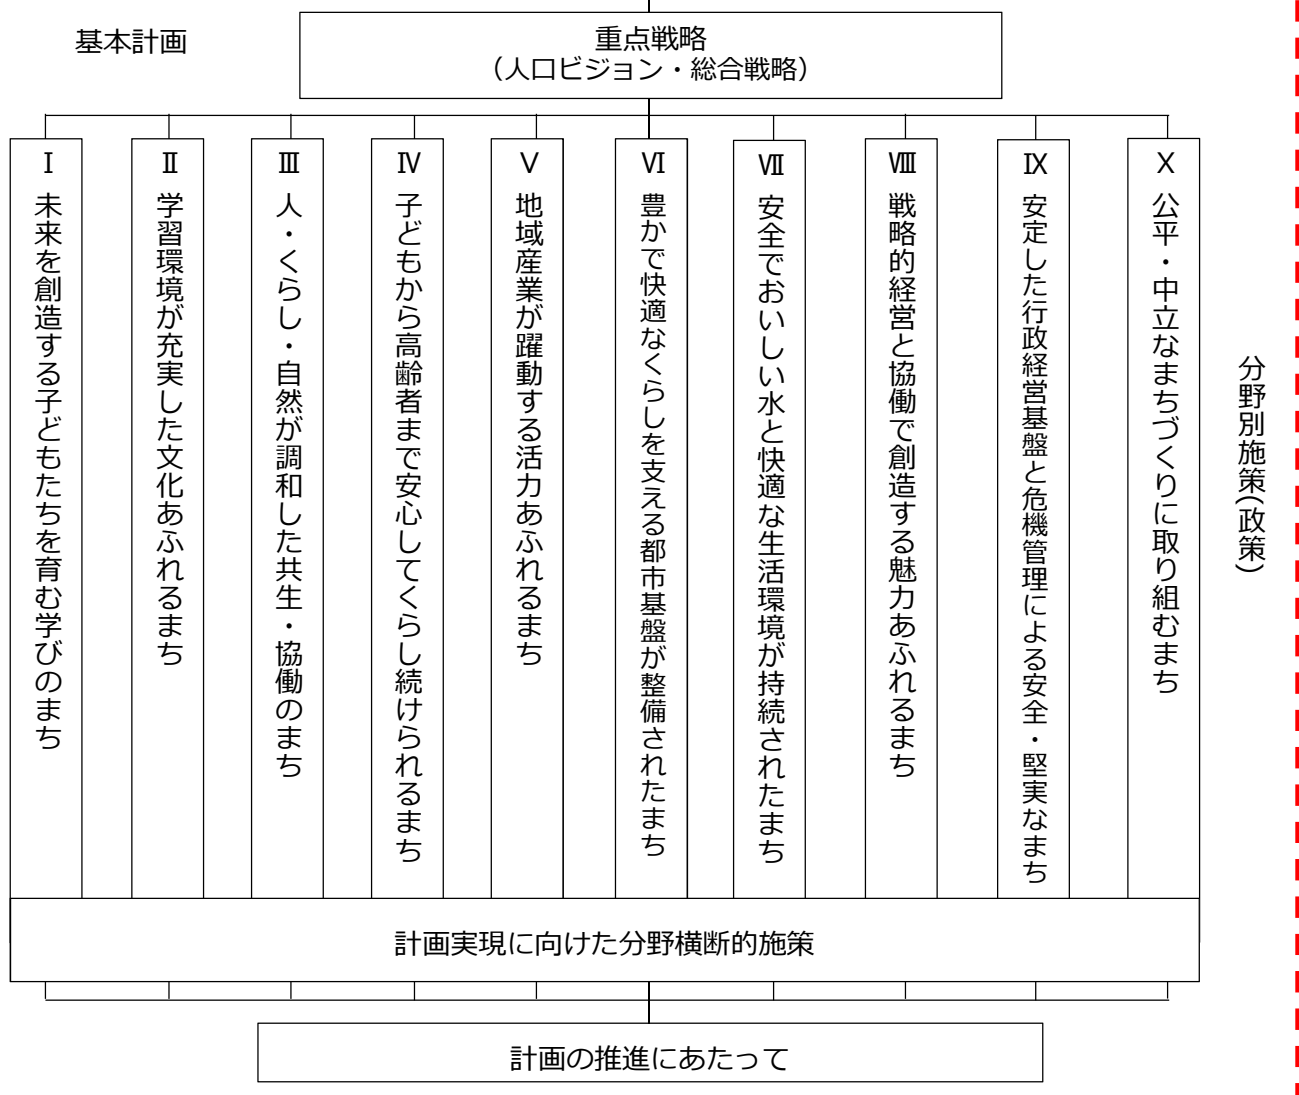 基本計画
重点戦略
（人口ビジョン・総合戦略）
Ⅰ 未来を創造する子どもたちを育む学びのまち
Ⅱ 学習環境が充実した文化あふれるまち
Ⅲ 人・くらし・自然が調和した共生・協働のまち
Ⅳ 子どもから高齢者まで安心してくらし続けられるまち
Ⅴ 地域産業が躍動する活力あふれるまち
Ⅵ 豊かで快適なくらしを支える都市基盤が整備されたまち
Ⅶ 安全でおいしい水と快適な生活環境が持続されたまち
Ⅷ 戦略的経営と協働で創造する魅力あふれるまち
Ⅸ 安定した行政経営基盤と危機管理による安全・堅実なまち
Ⅹ 公平・中立なまちづくりに取り組むまち
分野別施策(政策)
計画実現に向けた分野横断的施策
計画の推進にあたって